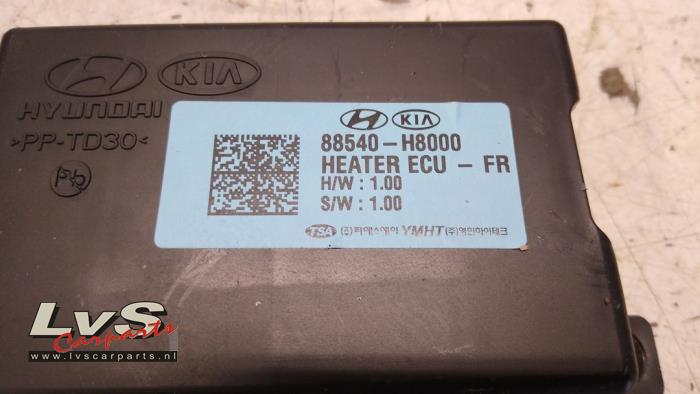 HYUNDAI KIA
>PP-TD30<
Pb
KIA
88540-H8000
HEATER ECU - FR
H/W : 1.00
S/W : 1.00
TSA (주)티에스에이 YMHT (주)영민하이테크
LvS
Carparts
www.lvscarparts.nl